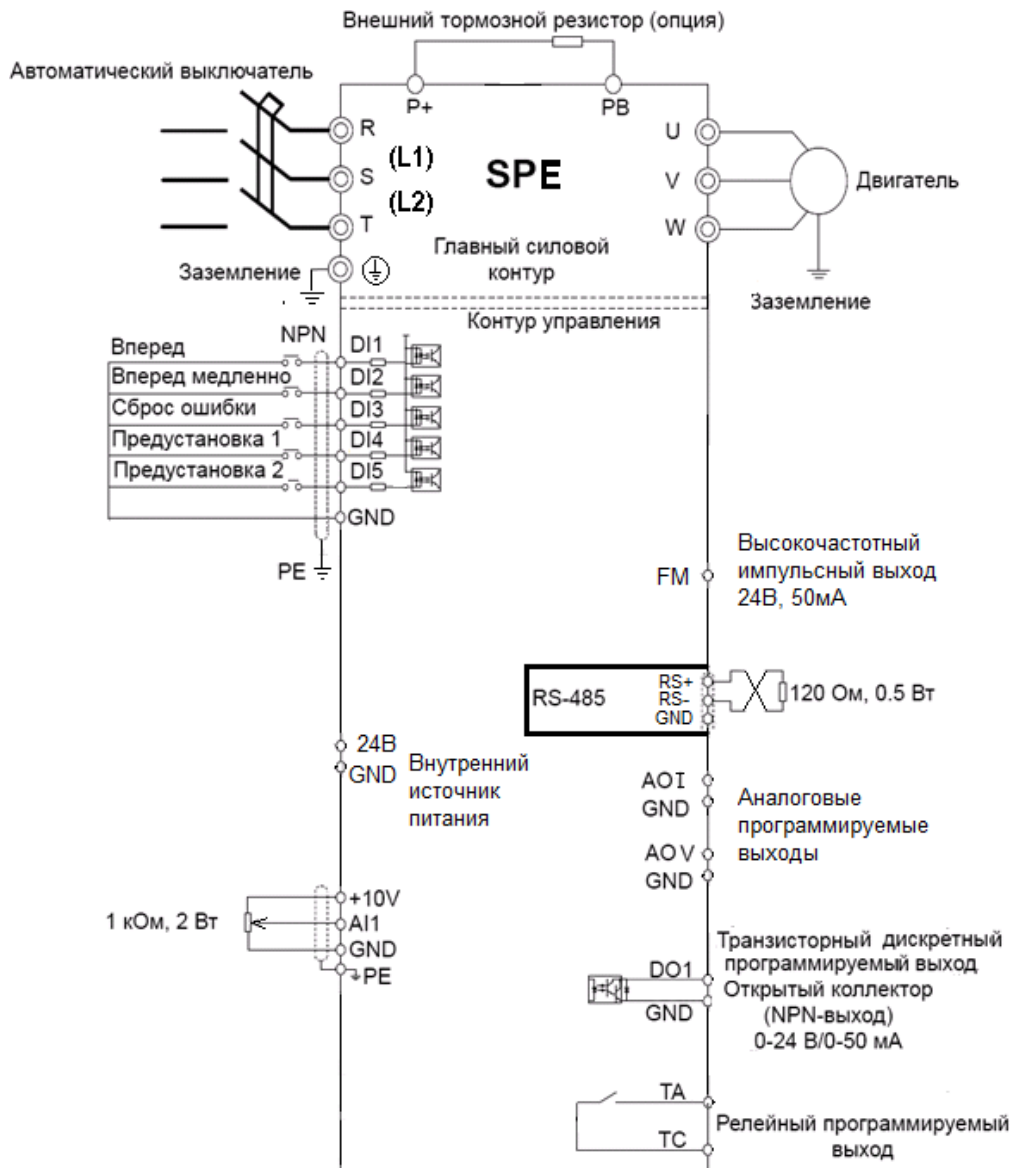 Внешний тормозной резистор (опция)
Автоматический выключатель
P+
PB
R
(L1)
S
(L2)
T
SPE
U
V
W
Двигатель
Главный силовой
контур
Заземление
Заземление
Контур управления
NPN
Вперед
DI1
Вперед медленно
DI2
Сброс ошибки
DI3
Предустановка 1
DI4
Предустановка 2
DI5
GND
PE
FM
Высокочастотный
импульсный выход
24В, 50мА
RS-485
RS+
RS-
GND
120 Ом, 0.5 Вт
24В
GND
Внутренний
источник
питания
AOI
GND
AOV
GND
Аналоговые
программируемые
выходы
1 кОм, 2 Вт
+10V
AI1
GND
PE
DO1
GND
Транзисторный дискретный
программируемый выход
Открытый коллектор
(NPN-выход)
0-24 В/0-50 мА
TA
TC
Релейный программируемый
выход